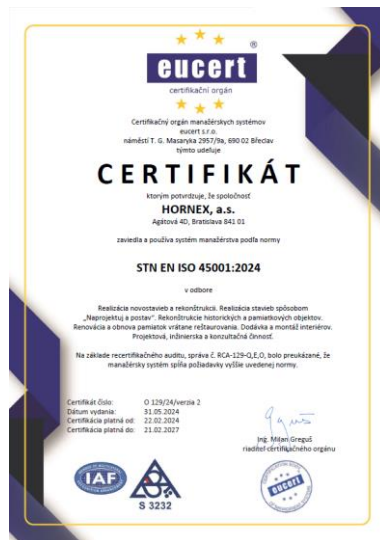 ®
eucert
certifikační orgán
Certifikačný orgán manažérskych systémov
eucert s.r.o.
náměstí T. G. Masaryka 2957/9a, 690 02 Břeclav
týmto udeľuje
CERTIFIKÁT
ktorým potvrdzuje, že spoločnosť
HORNEX, a.s.
Agátová 4D, Bratislava 841 01
zaviedla a používa systém manažérstva podľa normy
STN EN ISO 45001:2024
v odbore
Realizácia novostavieb a rekonštrukcií. Realizácia stavieb spôsobom
„Naprojektuj a postav“. Rekonštrukcie historických a pamiatkových objektov.
Renovácia a obnova pamiatok vrátane reštaurovania. Dodávka a montáž interiérov.
Projektová, inžinierska a konzultačná činnosť.
Na základe recertifikačného auditu, správa č. RCA-129-Q,E,O, bolo preukázané, že
manažérsky systém spĺňa požiadavky vyššie uvedenej normy.
Certifikát číslo: O 129/24/verzia 2
Dátum vydania: 31.05.2024
Certifikácia platná od: 22.02.2024
Certifikácia platná do: 21.02.2027
Ing. Milan Greguš
riaditeľ certifikačného orgánu
IAF
S 3232
eucert